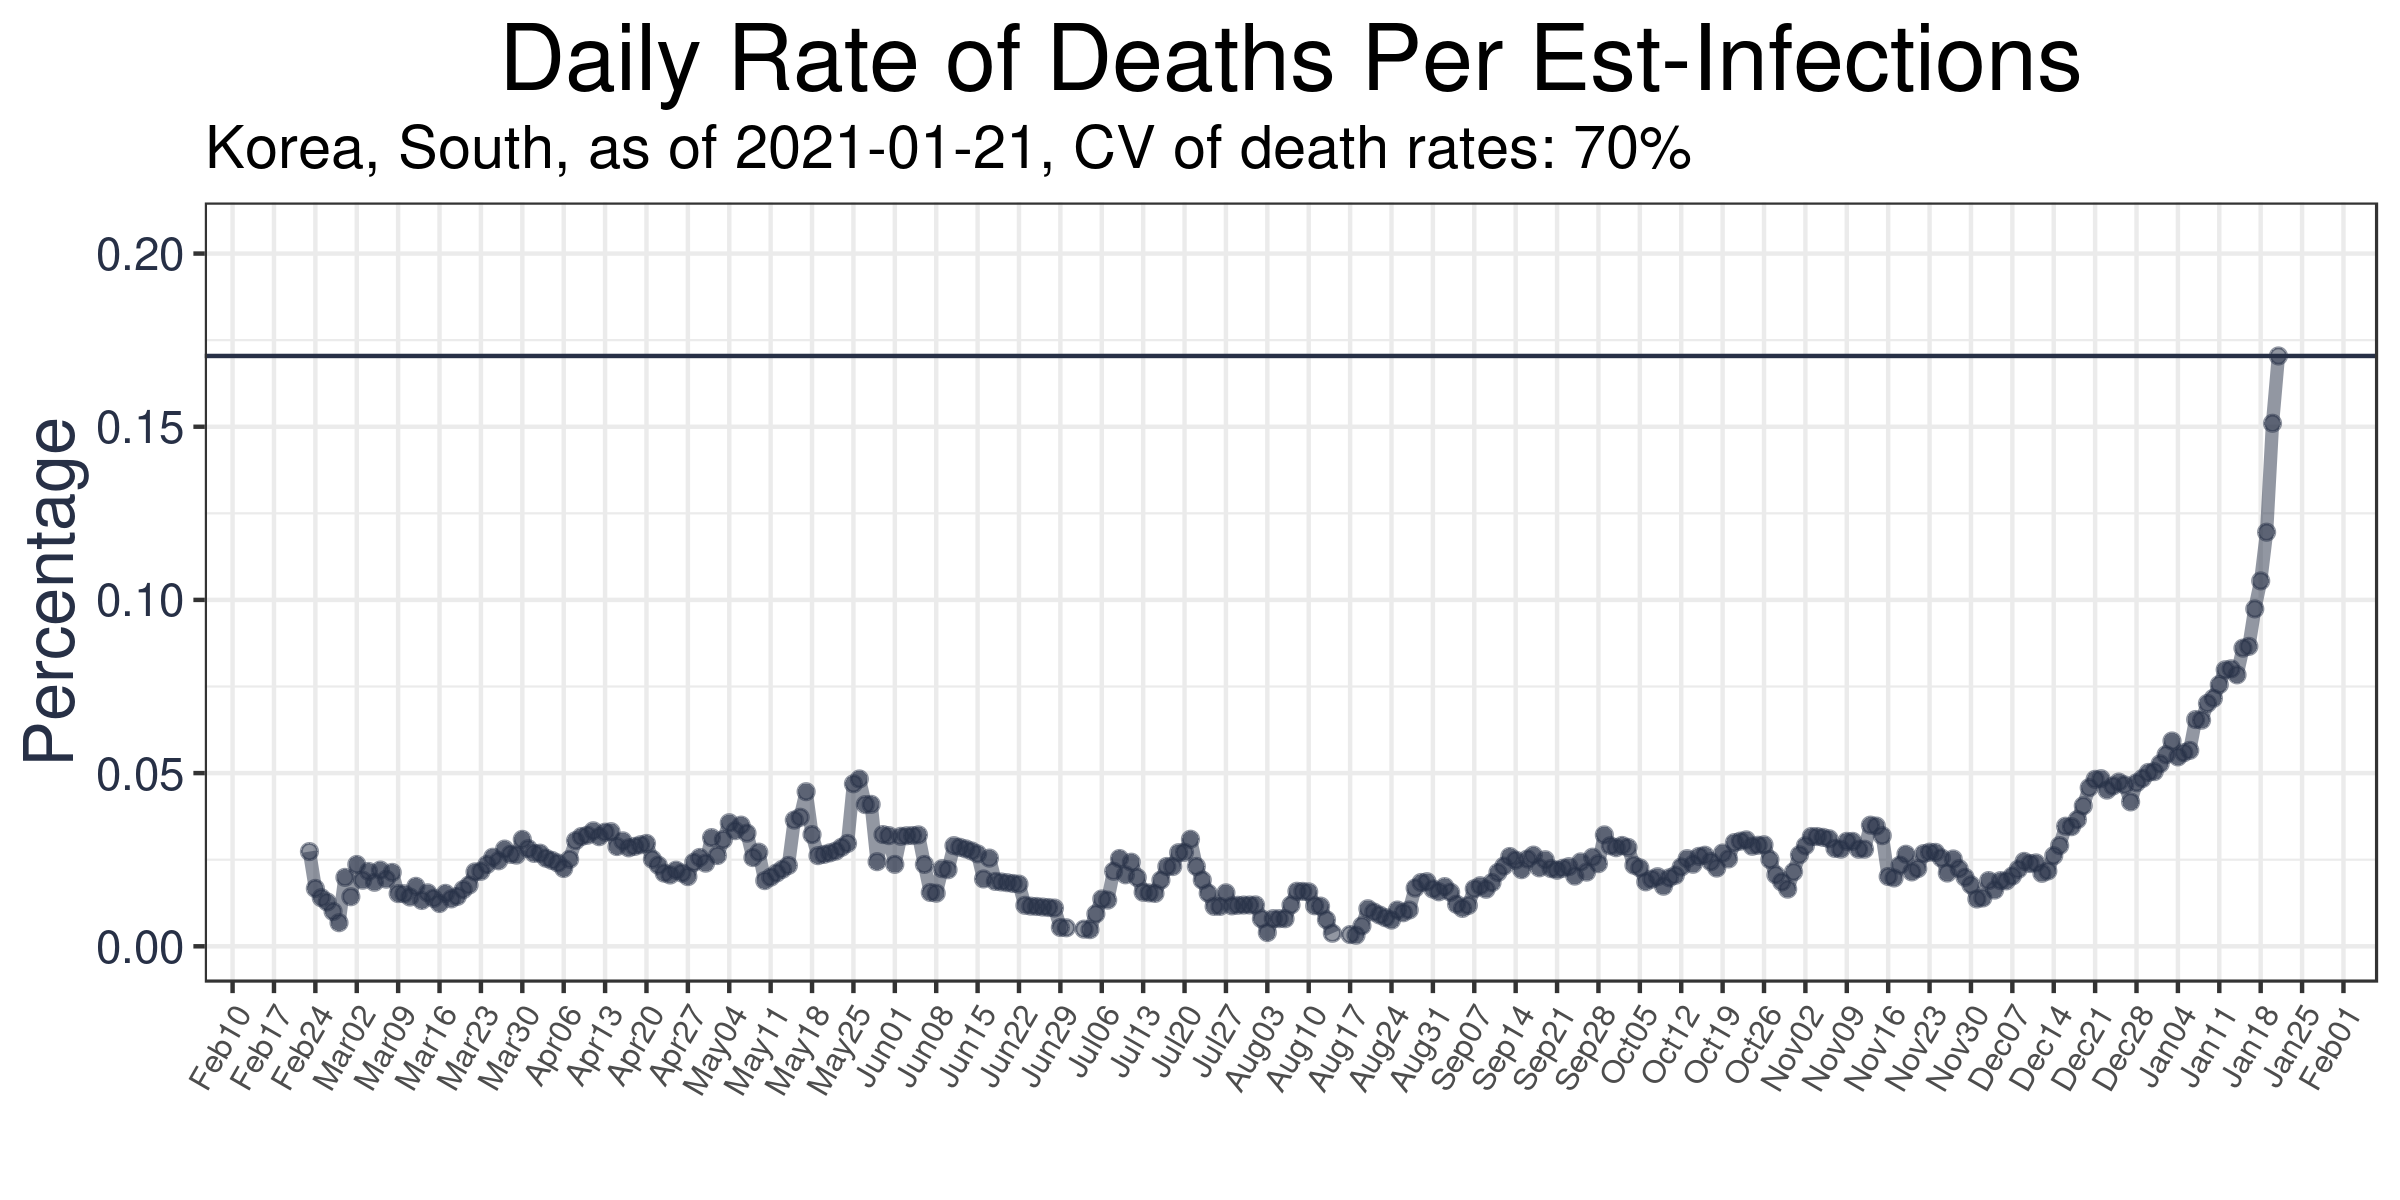 Daily Rate of Deaths Per Est-Infections
Korea, South, as of 2021-01-21, CV of death rates: 70%
Percentage
0.20
0.15
0.10
0.05
0.00
Feb10
Feb17
Feb24
Mar02
Mar09
Mar16
Mar23
Mar30
Apr06
Apr13
Apr20
Apr27
May04
May11
May18
May25
Jun01
Jun08
Jun15
Jun22
Jun29
Jul06
Jul13
Jul20
Jul27
Aug03
Aug10
Aug17
Aug24
Aug31
Sep07
Sep14
Sep21
Sep28
Oct05
Oct12
Oct19
Oct26
Nov02
Nov09
Nov16
Nov23
Nov30
Dec07
Dec14
Dec21
Dec28
Jan04
Jan11
Jan18
Jan25
Feb01